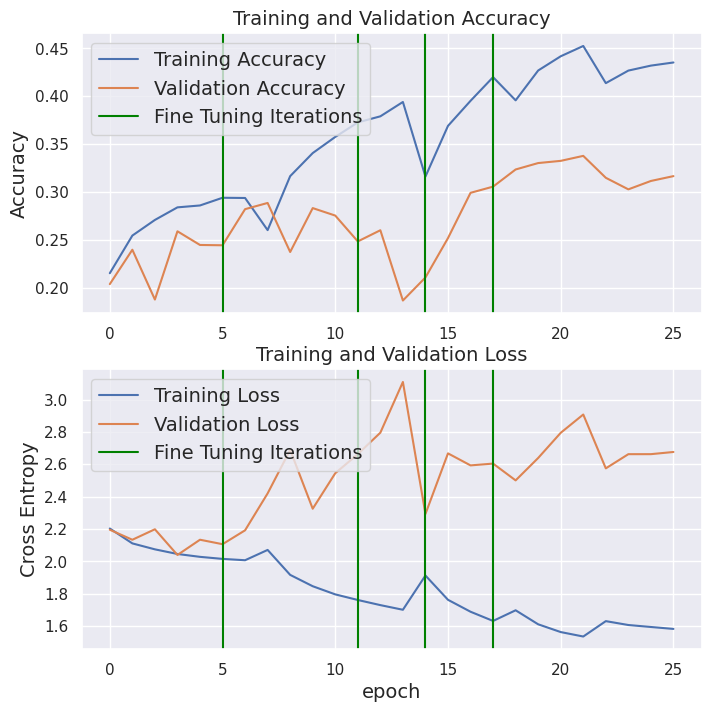 Training and Validation Accuracy
Accuracy
0.45
0.40
0.35
0.30
0.25
0.20
Training Accuracy
Validation Accuracy
Fine Tuning Iterations
0 5 10 15 20 25
Training and Validation Loss
Cross Entropy
3.0
2.8
2.6
2.4
2.2
2.0
1.8
1.6
Training Loss
Validation Loss
Fine Tuning Iterations
0 5 10 15 20 25
epoch